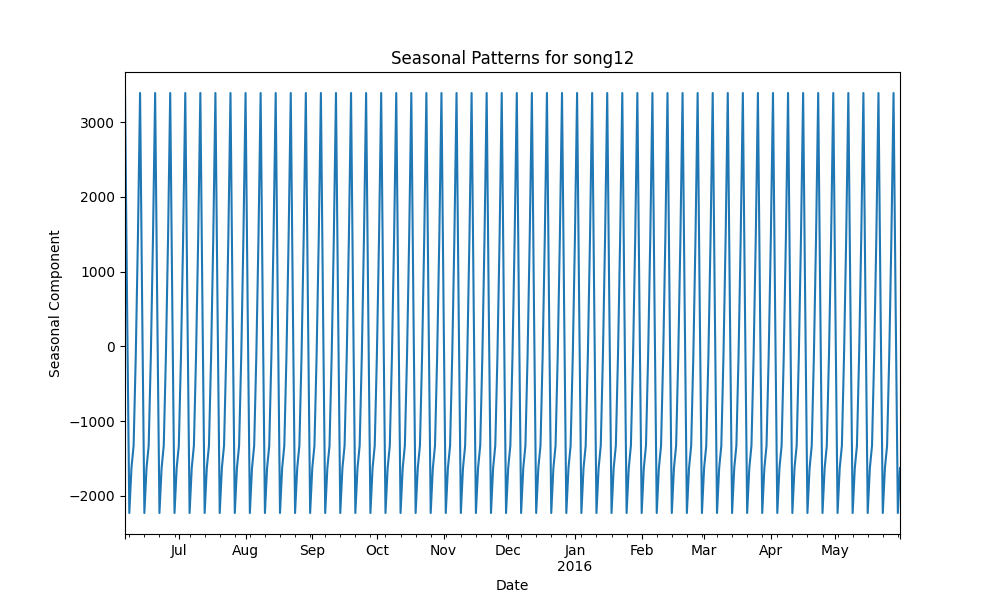 Seasonal Patterns for song12
Seasonal Component
3000
2000
1000
0
−1000
−2000
Jul Aug Sep Oct Nov Dec Jan Feb Mar Apr May
2016
Date